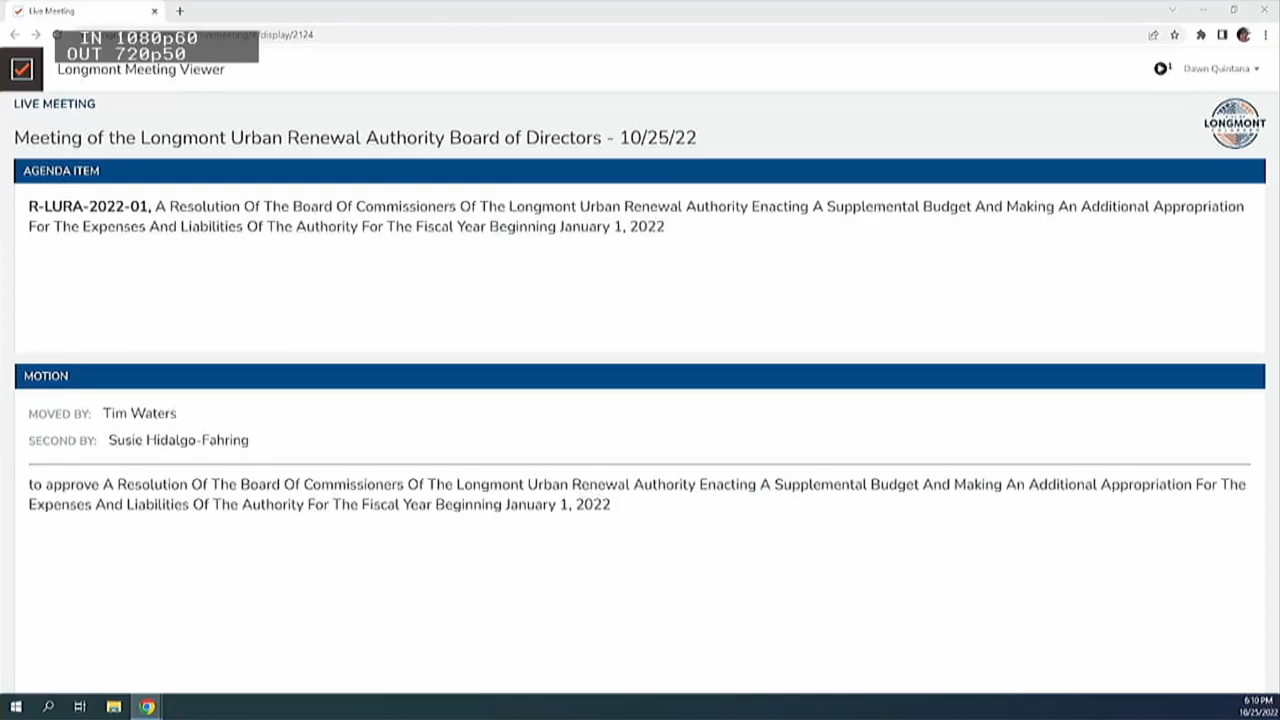 Live Meeting
IN 1080p60
/display/2124
OUT 720p50
Longmont Meeting Viewer
1
Dawn Quintana
LIVE MEETING
LONGMONT
Meeting of the Longmont Urban Renewal Authority Board of Directors - 10/25/22
AGENDA ITEM
R-LURA-2022-01, A Resolution Of The Board Of Commissioners Of The Longmont Urban Renewal Authority Enacting A Supplemental Budget And Making An Additional Appropriation
For The Expenses And Liabilities Of The Authority For The Fiscal Year Beginning January 1, 2022
MOTION
MOVED BY: Tim Waters
SECOND BY: Susie Hidalgo-Fahring
to approve A Resolution Of The Board Of Commissioners Of The Longmont Urban Renewal Authority Enacting A Supplemental Budget And Making An Additional Appropriation For The
Expenses And Liabilities Of The Authority For The Fiscal Year Beginning January 1, 2022
6:10 PM
10/25/2022